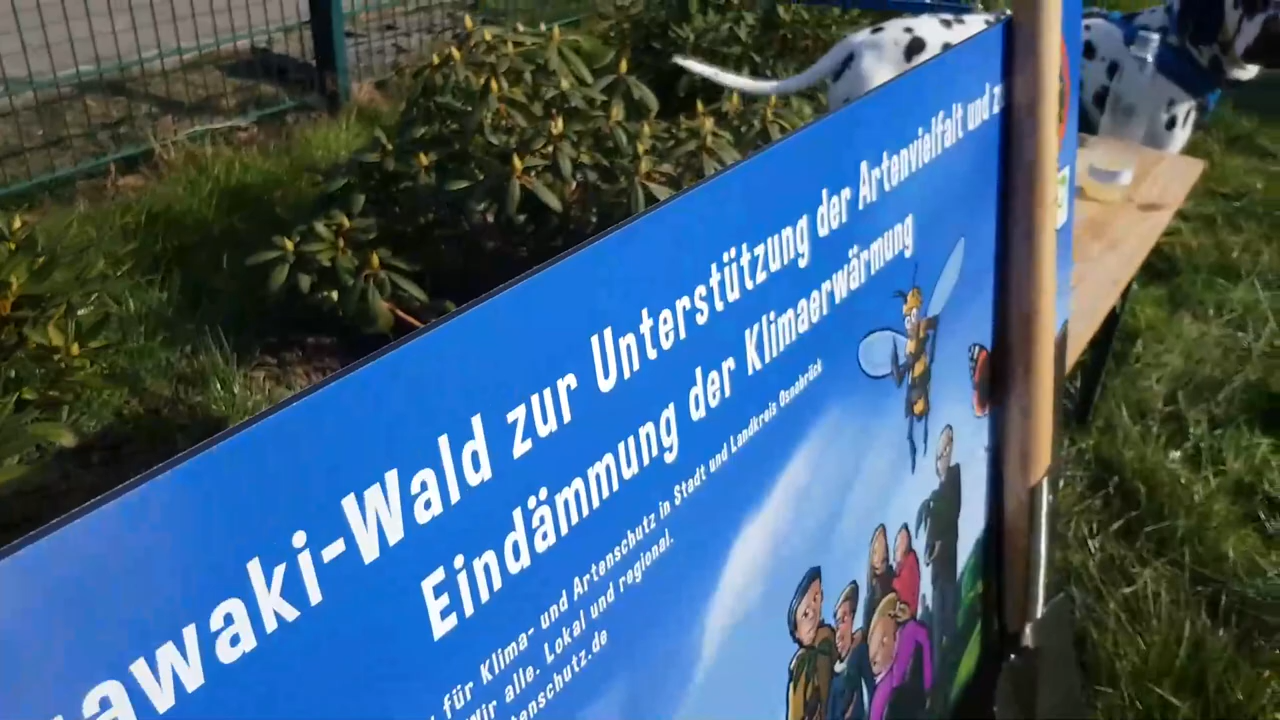 awaki-Wald zur Unterstützung der Artenvielfalt und z
Eindämmung der Klimaerwärmung
für Klima- und Artenschutz in Stadt und Landkreis Osnabrück
Wir alle. Lokal und regional.
tenschutz.de